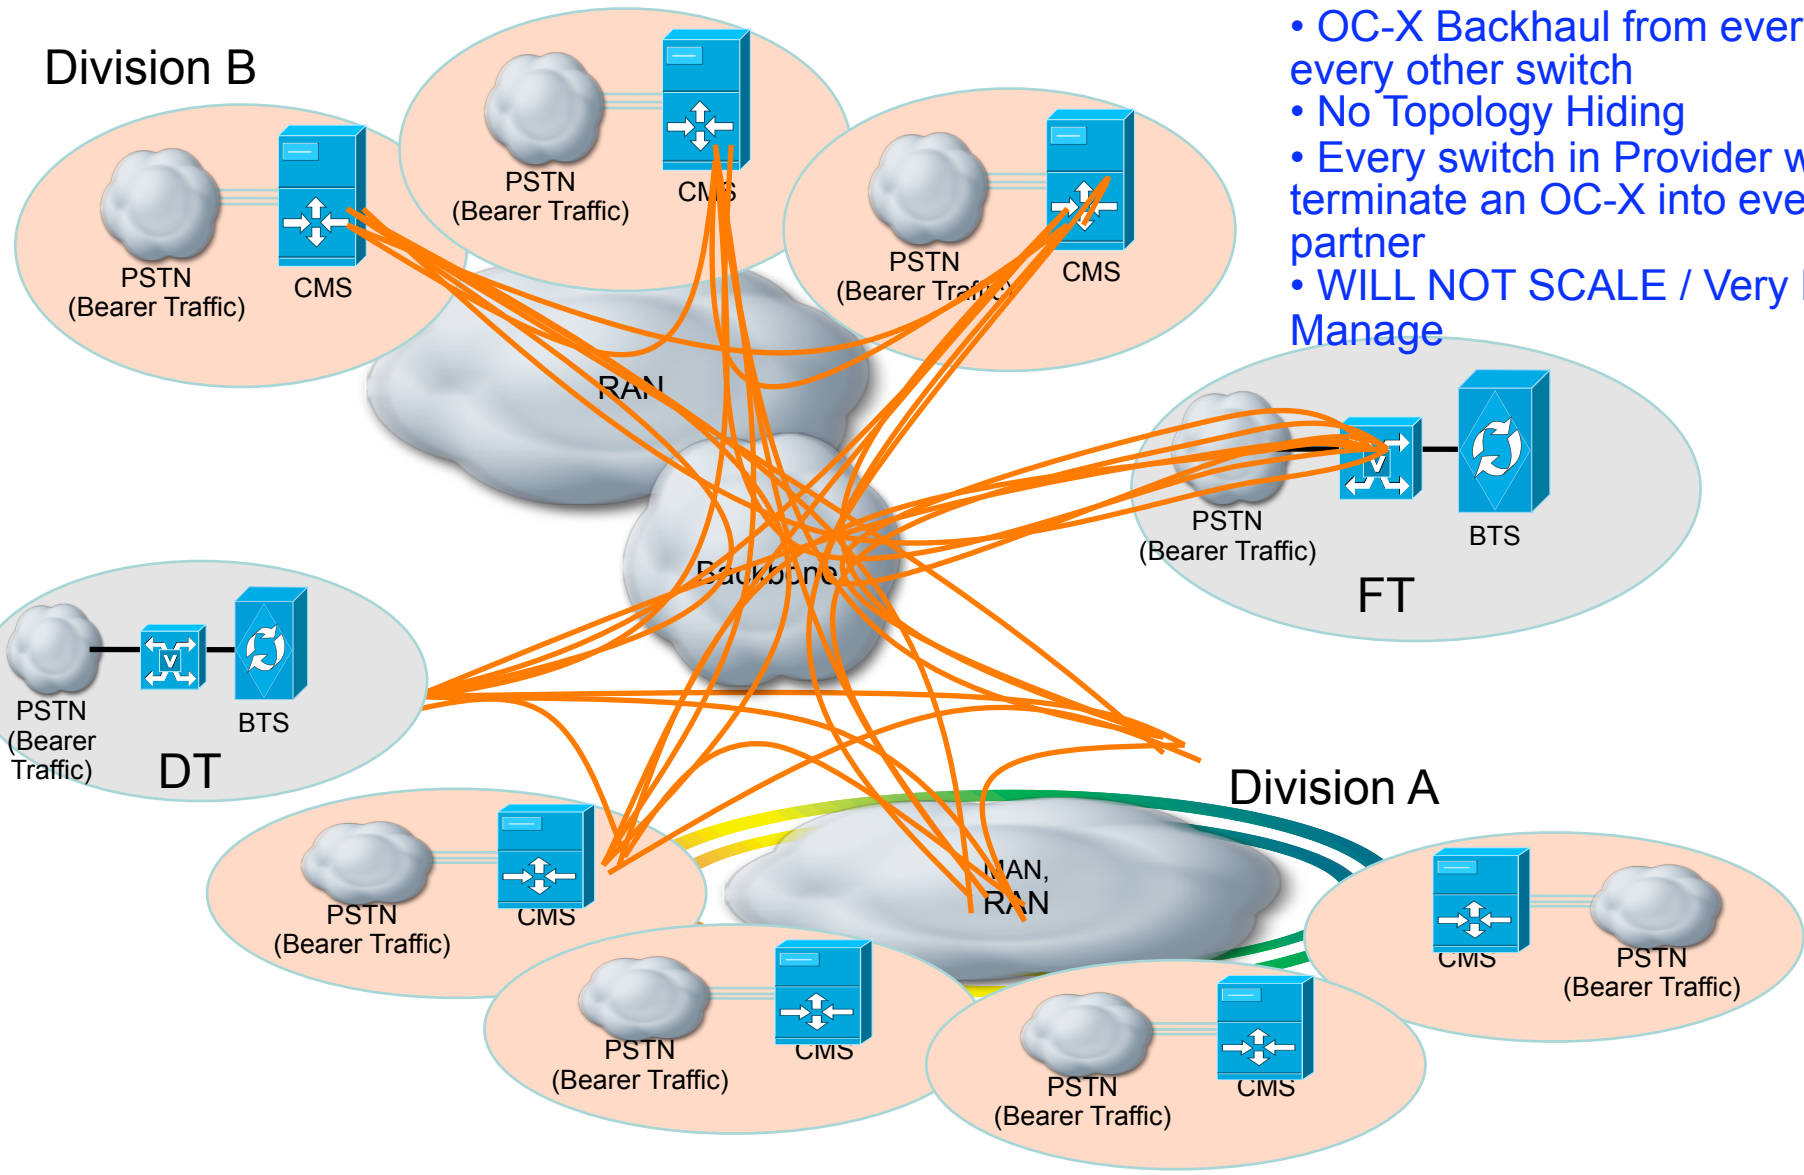 Division B
• OC-X Backhaul from ever
every other switch
• No Topology Hiding
• Every switch in Provider w
terminate an OC-X into eve
partner
• WILL NOT SCALE / Very
Manage
PSTN
(Bearer Traffic)
CMS
PSTN
(Bearer Traffic)
CMS
PSTN
(Bearer Traffic)
CMS
RAN
Backbone
PSTN
(Bearer Traffic)
V
BTS
FT
PSTN
(Bearer
Traffic)
V
BTS
DT
Division A
MAN,
RAN
PSTN
(Bearer Traffic)
CMS
PSTN
(Bearer Traffic)
CMS
PSTN
(Bearer Traffic)
CMS
CMS
PSTN
(Bearer Traffic)